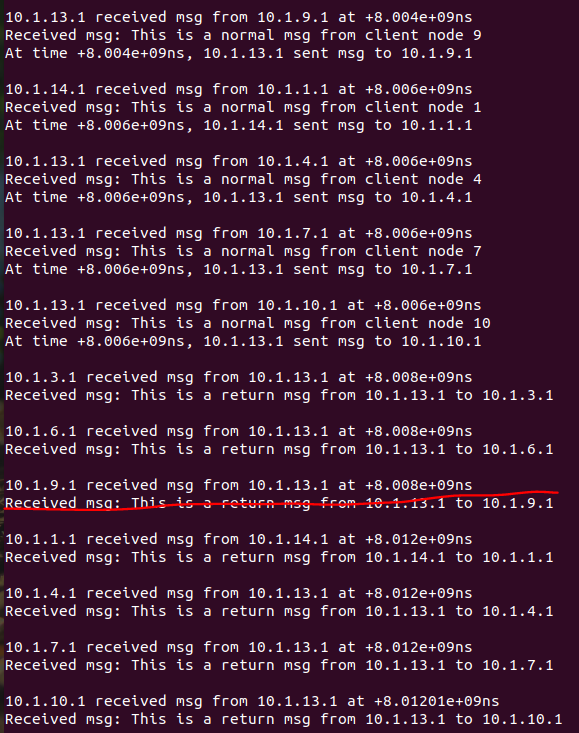 10.1.13.1 received msg from 10.1.9.1 at +8.004e+09ns
Received msg: This is a normal msg from client node 9
At time +8.004e+09ns, 10.1.13.1 sent msg to 10.1.9.1
10.1.14.1 received msg from 10.1.1.1 at +8.006e+09ns
Received msg: This is a normal msg from client node 1
At time +8.006e+09ns, 10.1.14.1 sent msg to 10.1.1.1
10.1.13.1 received msg from 10.1.4.1 at +8.006e+09ns
Received msg: This is a normal msg from client node 4
At time +8.006e+09ns, 10.1.13.1 sent msg to 10.1.4.1
10.1.13.1 received msg from 10.1.7.1 at +8.006e+09ns
Received msg: This is a normal msg from client node 7
At time +8.006e+09ns, 10.1.13.1 sent msg to 10.1.7.1
10.1.13.1 received msg from 10.1.10.1 at +8.006e+09ns
Received msg: This is a normal msg from client node 10
At time +8.006e+09ns, 10.1.13.1 sent msg to 10.1.10.1
10.1.3.1 received msg from 10.1.13.1 at +8.008e+09ns
Received msg: This is a return msg from 10.1.13.1 to 10.1.3.1
10.1.6.1 received msg from 10.1.13.1 at +8.008e+09ns
Received msg: This is a return msg from 10.1.13.1 to 10.1.6.1
10.1.9.1 received msg from 10.1.13.1 at +8.008e+09ns
Received msg: This is a return msg from 10.1.13.1 to 10.1.9.1
10.1.1.1 received msg from 10.1.14.1 at +8.012e+09ns
Received msg: This is a return msg from 10.1.14.1 to 10.1.1.1
10.1.4.1 received msg from 10.1.13.1 at +8.012e+09ns
Received msg: This is a return msg from 10.1.13.1 to 10.1.4.1
10.1.7.1 received msg from 10.1.13.1 at +8.012e+09ns
Received msg: This is a return msg from 10.1.13.1 to 10.1.7.1
10.1.10.1 received msg from 10.1.13.1 at +8.01201e+09ns
Received msg: This is a return msg from 10.1.13.1 to 10.1.10.1